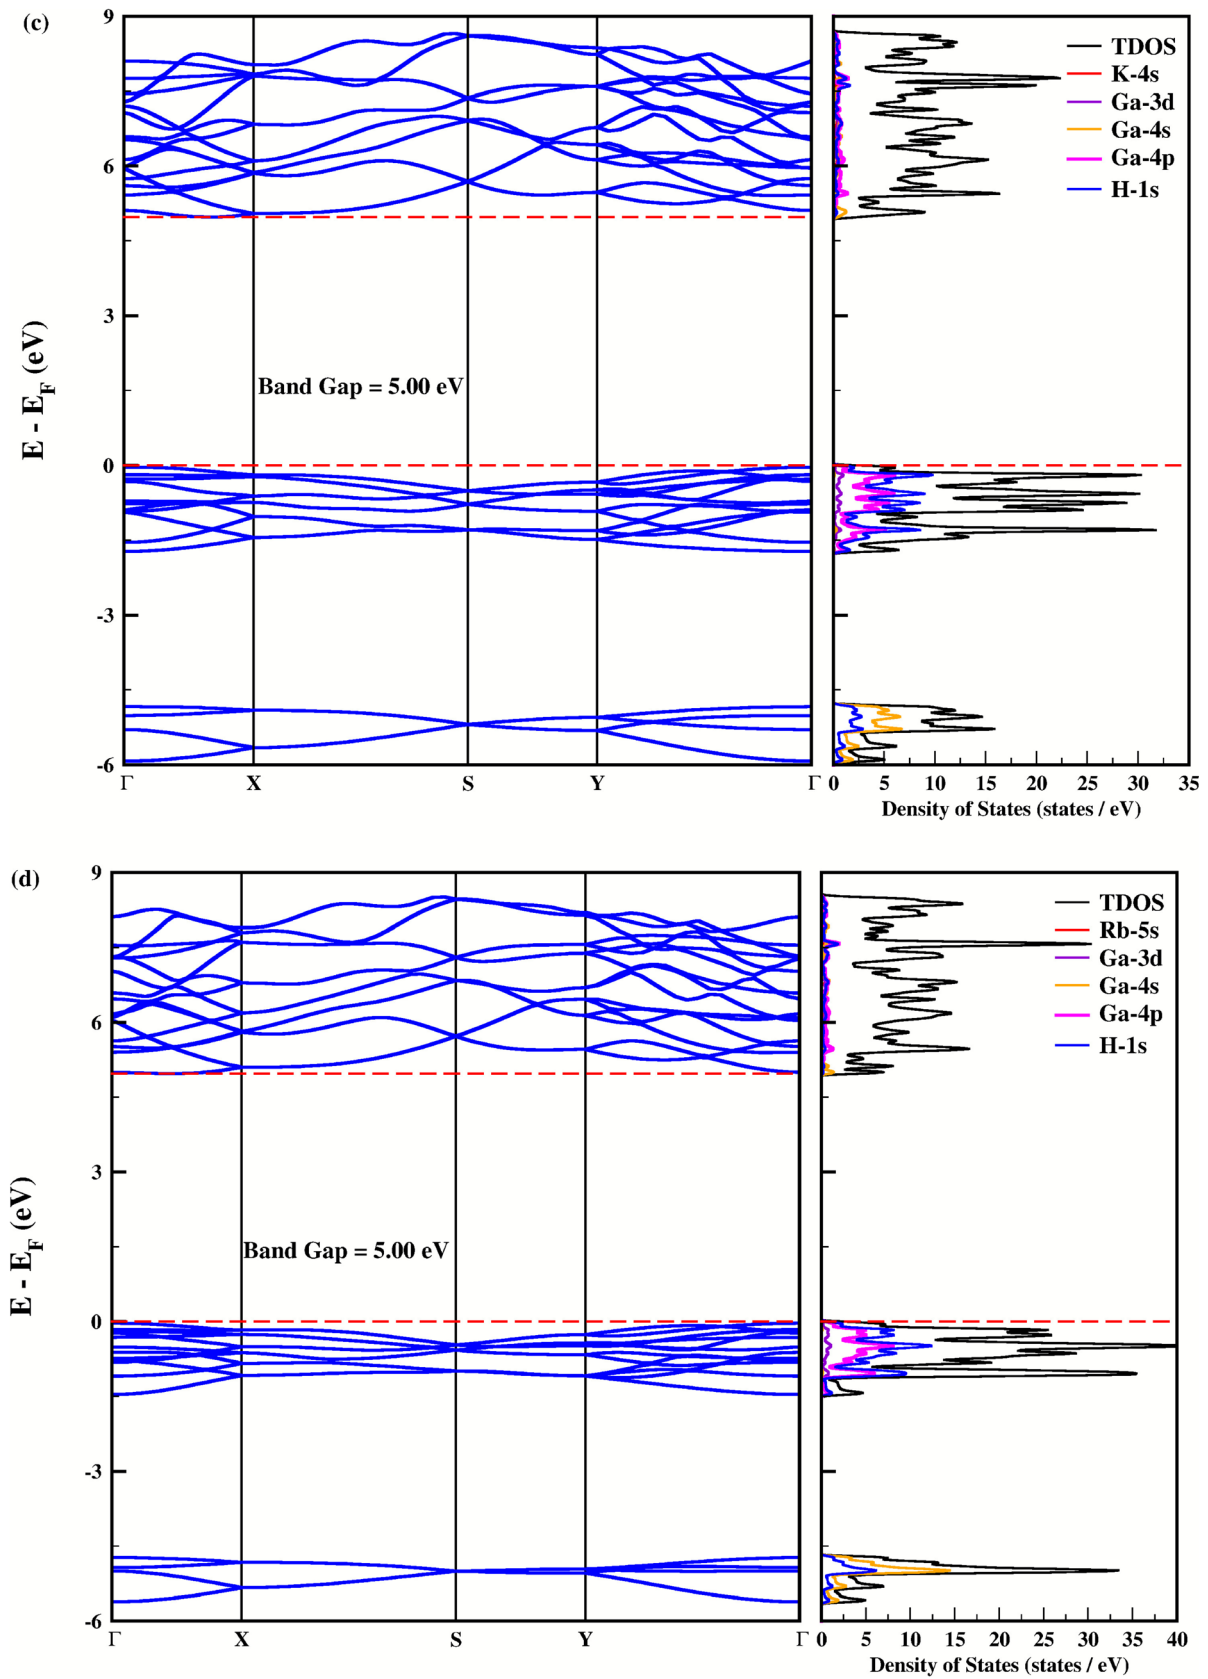 (c)
9
6
3
0
-3
-6
E - E_F (eV)
Band Gap = 5.00 eV
Γ X S Y Γ
TDOS
K-4s
Ga-3d
Ga-4s
Ga-4p
H-1s
0 5 10 15 20 25 30 35
Density of States (states / eV)
(d)
9
6
3
0
-3
-6
E - E_F (eV)
Band Gap = 5.00 eV
Γ X S Y Γ
TDOS
Rb-5s
Ga-3d
Ga-4s
Ga-4p
H-1s
0 5 10 15 20 25 30 35 40
Density of States (states / eV)